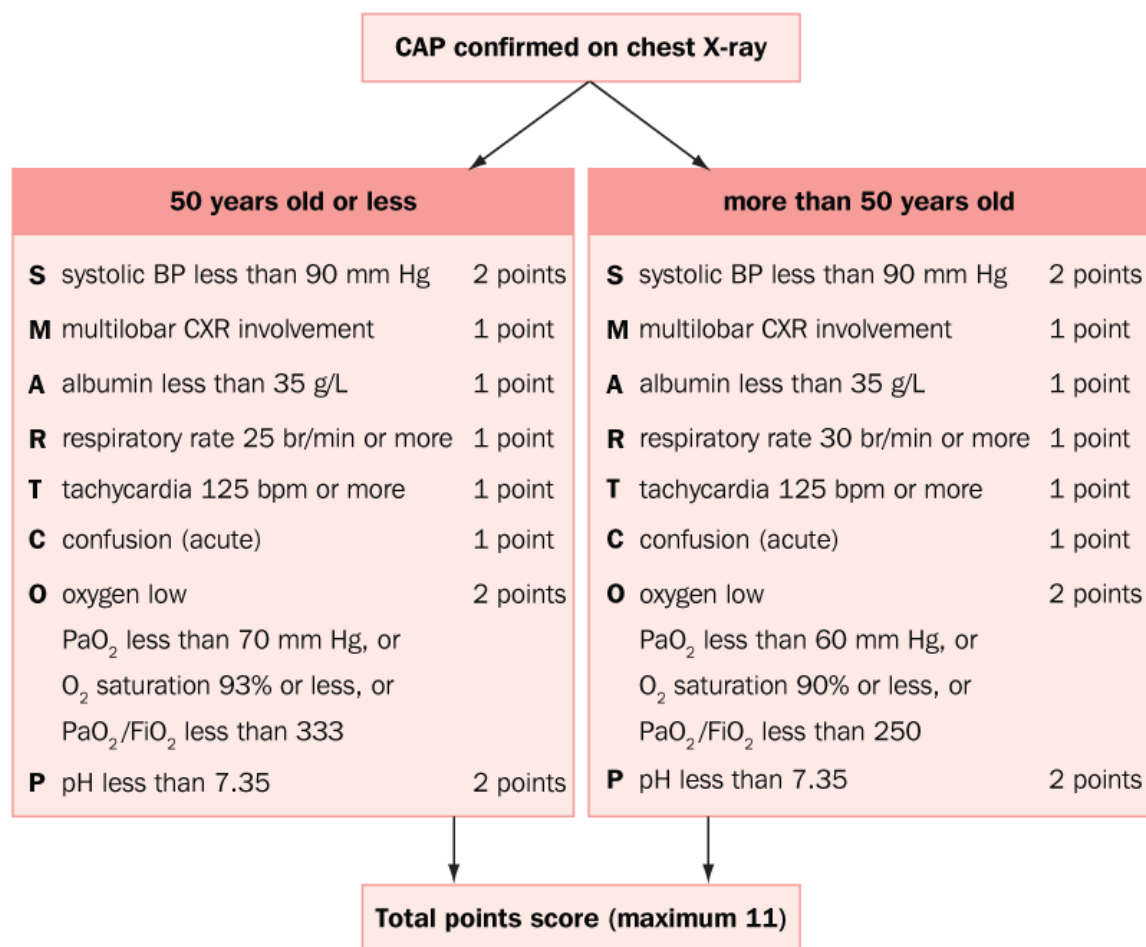 CAP confirmed on chest X-ray
50 years old or less
S systolic BP less than 90 mm Hg 2 points
M multilobar CXR involvement 1 point
A albumin less than 35 g/L 1 point
R respiratory rate 25 br/min or more 1 point
T tachycardia 125 bpm or more 1 point
C confusion (acute) 1 point
O oxygen low 2 points
PaO₂ less than 70 mm Hg, or
O₂ saturation 93% or less, or
PaO₂/FiO₂ less than 333
P pH less than 7.35 2 points
more than 50 years old
S systolic BP less than 90 mm Hg 2 points
M multilobar CXR involvement 1 point
A albumin less than 35 g/L 1 point
R respiratory rate 30 br/min or more 1 point
T tachycardia 125 bpm or more 1 point
C confusion (acute) 1 point
O oxygen low 2 points
PaO₂ less than 60 mm Hg, or
O₂ saturation 90% or less, or
PaO₂/FiO₂ less than 250
P pH less than 7.35 2 points
Total points score (maximum 11)